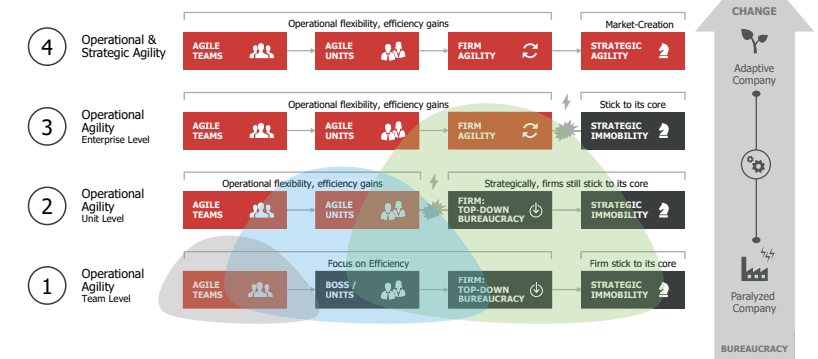 CHANGE
Operational flexibility, efficiency gains
Market-Creation
4
Operational &
Strategic Agility
AGILE
TEAMS
AGILE
UNITS
FIRM
AGILITY
STRATEGIC
AGILITY
Adaptive
Company
Operational flexibility, efficiency gains
Stick to its core
3
Operational
Agility
Enterprise Level
AGILE
TEAMS
AGILE
UNITS
FIRM
AGILITY
STRATEGIC
IMMOBILITY
Operational flexibility, efficiency gains
Strategically, firms still stick to its core
2
Operational
Agility
Unit Level
AGILE
TEAMS
AGILE
UNITS
FIRM:
TOP-DOWN
BUREAUCRACY
STRATEGIC
IMMOBILITY
Focus on Efficiency
Firm stick to its core
1
Operational
Agility
Team Level
AGILE
TEAMS
BOSS /
UNITS
FIRM:
TOP-DOWN
BUREAUCRACY
STRATEGIC
IMMOBILITY
Paralyzed
Company
BUREAUCRACY